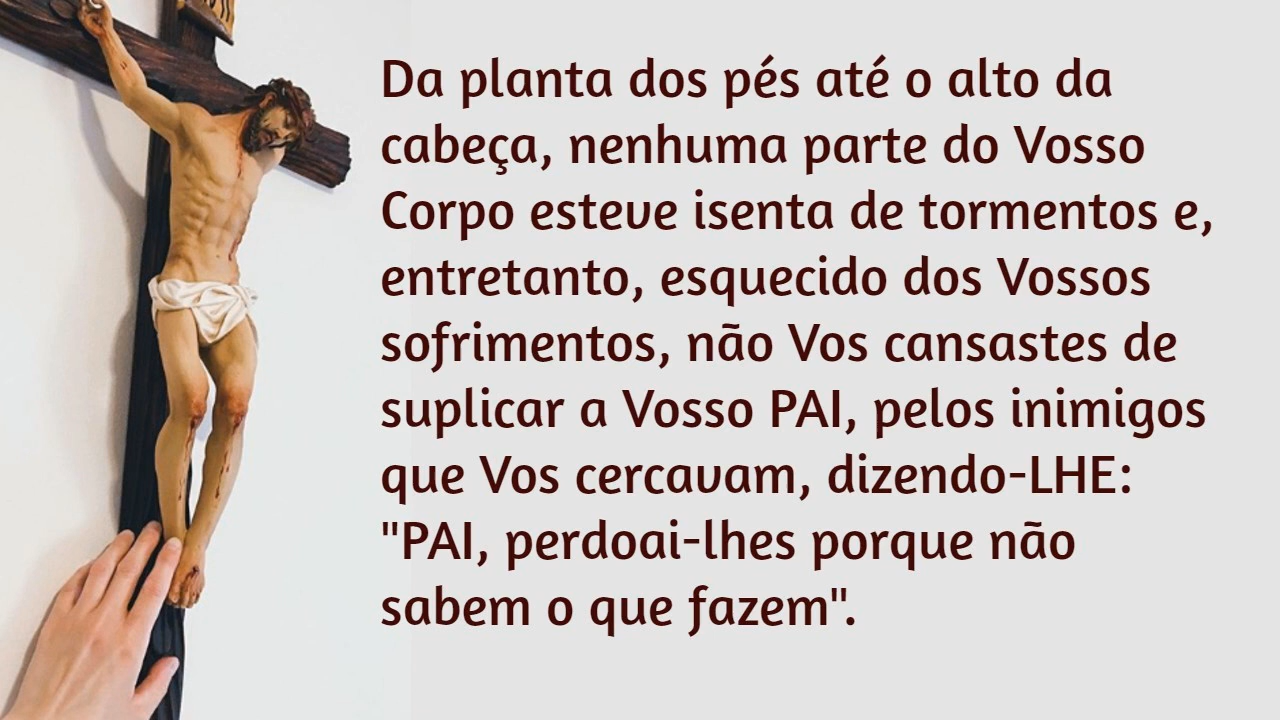 Da planta dos pés até o alto da
cabeça, nenhuma parte do Vosso
Corpo esteve isenta de tormentos e,
entretanto, esquecido dos Vossos
sofrimentos, não Vos cansastes de
suplicar a Vosso PAI, pelos inimigos
que Vos cercavam, dizendo-LHE:
"PAI, perdoai-lhes porque não
sabem o que fazem".